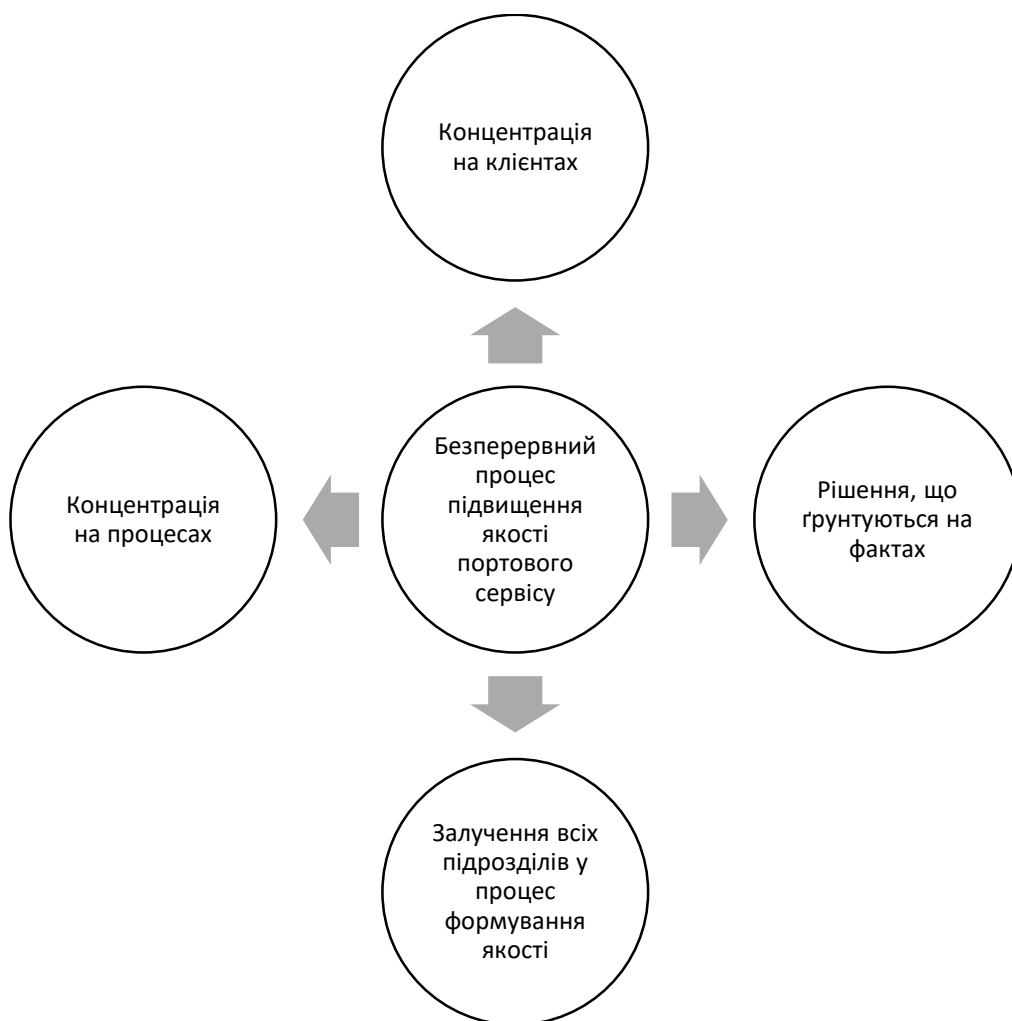 Концентрація
на клієнтах
Концентрація
на процесах
Безперервний
процес
підвищення
якості
портового
сервісу
Рішення, що
ґрунтуються на
фактах
Залучення всіх
підрозділів у
процес
формування
якості